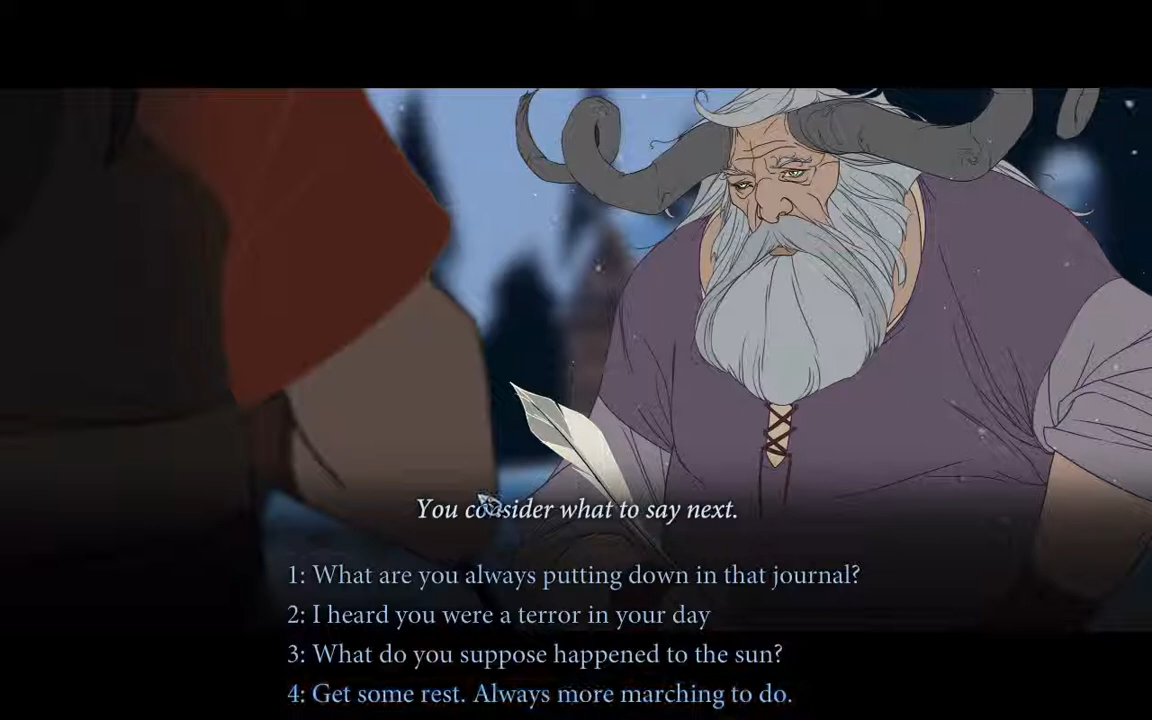 You consider what to say next.
1: What are you always putting down in that journal?
2: I heard you were a terror in your day
3: What do you suppose happened to the sun?
4: Get some rest. Always more marching to do.